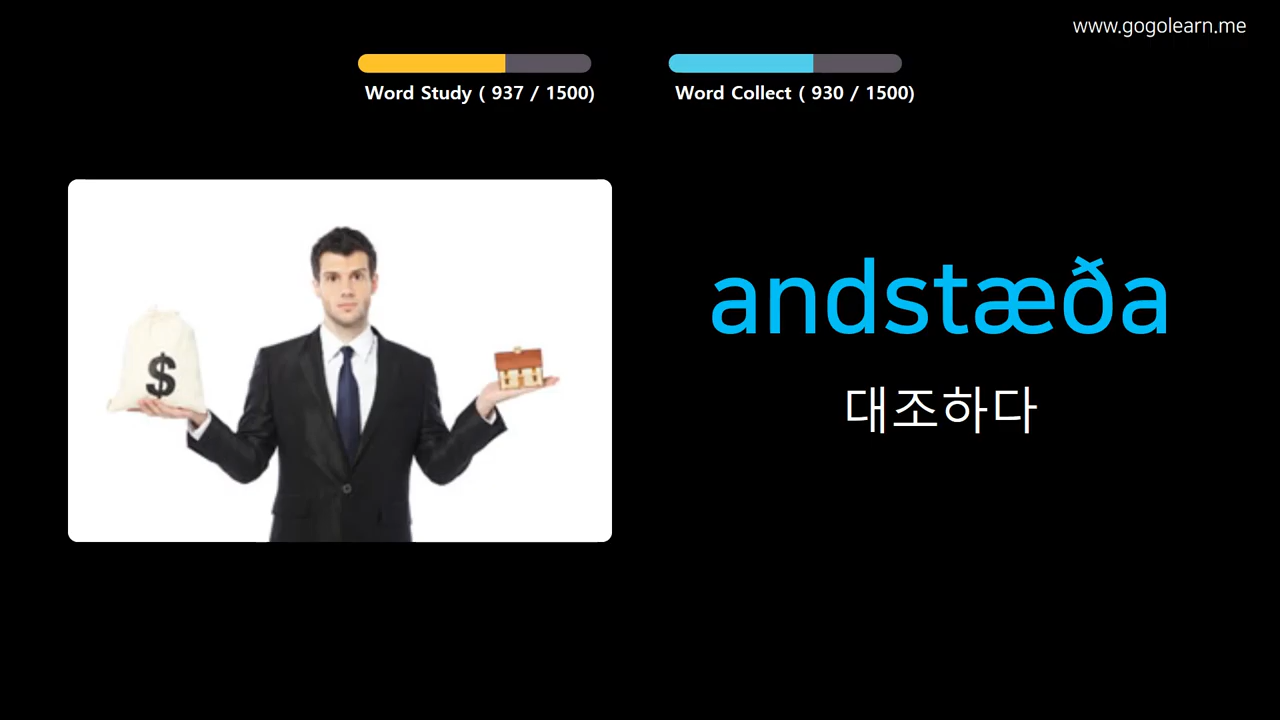 www.gogolearn.me
Word Study ( 937 / 1500)
Word Collect ( 930 / 1500)
$
andstæða
대조하다